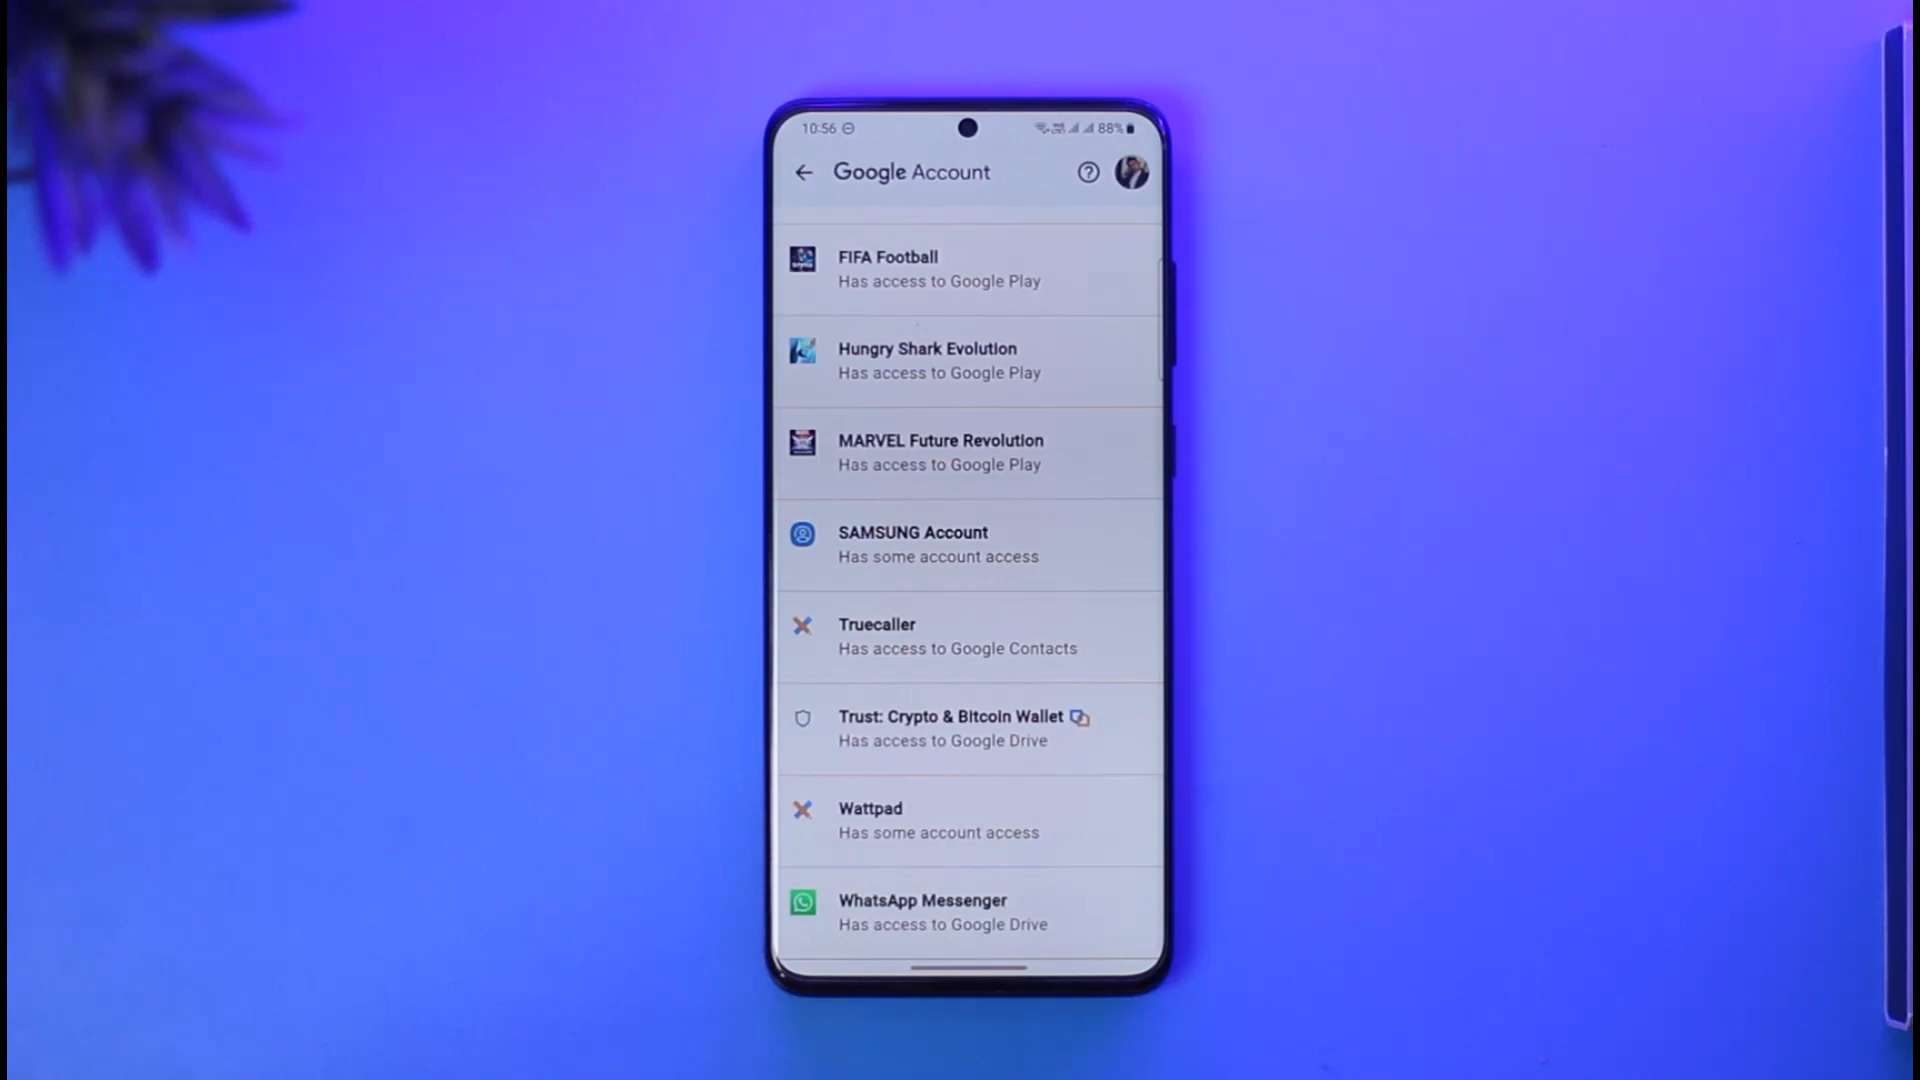 10:56 88%
Google Account
FIFA Football
Has access to Google Play
Hungry Shark Evolution
Has access to Google Play
MARVEL Future Revolution
Has access to Google Play
SAMSUNG Account
Has some account access
Truecaller
Has access to Google Contacts
Trust: Crypto & Bitcoin Wallet
Has access to Google Drive
Wattpad
Has some account access
WhatsApp Messenger
Has access to Google Drive